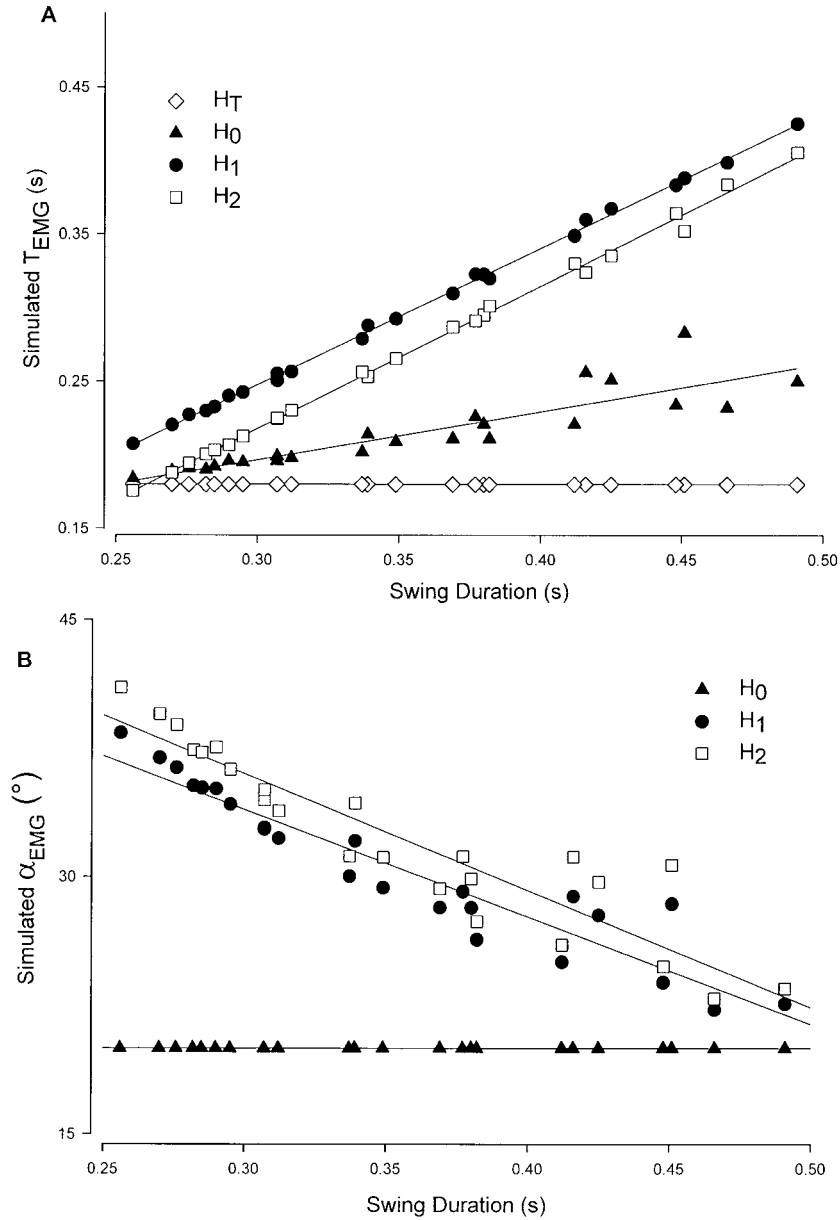 A
H_T
H_0
H_1
H_2
Simulated T_EMG (s)
0.45
0.35
0.25
0.15
0.25 0.30 0.35 0.40 0.45 0.50
Swing Duration (s)
B
H_0
H_1
H_2
Simulated α_EMG (°)
45
30
15
0.25 0.30 0.35 0.40 0.45 0.50
Swing Duration (s)